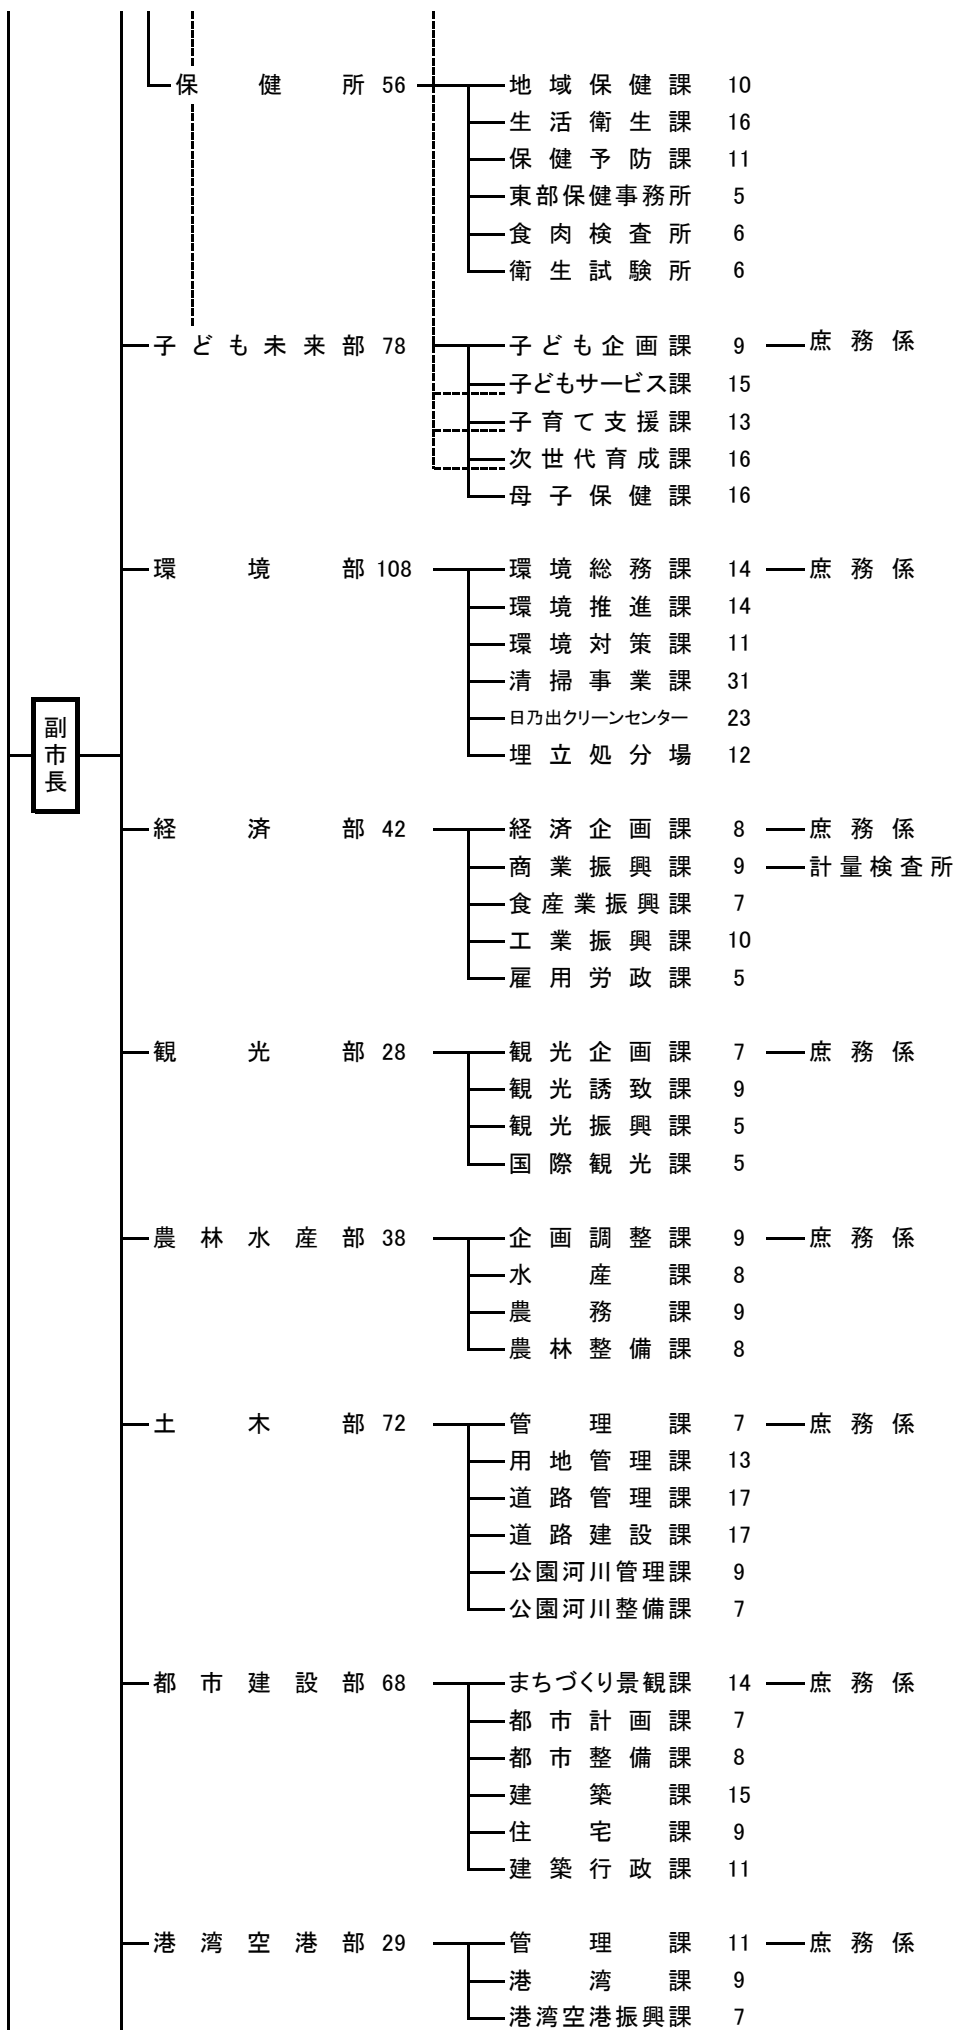 保健所 56 地域保健課 10
生活衛生課 16
保健予防課 11
東部保健事務所 5
食肉検査所 6
衛生試験所 6
子ども未来部 78 子ども企画課 9 庶務係
子どもサービス課 15
子育て支援課 13
次世代育成課 16
母子保健課 16
環境部 108 環境総務課 14 庶務係
環境推進課 14
環境対策課 11
清掃事業課 31
日乃出クリーンセンター 23
副市長
埋立処分場 12
経済部 42 経済企画課 8 庶務係
商業振興課 9 計量検査所
食産業振興課 7
工業振興課 10
雇用労政課 5
観光部 28 観光企画課 7 庶務係
観光誘致課 9
観光振興課 5
国際観光課 5
農林水産部 38 企画調整課 9 庶務係
水産課 8
農務課 9
農林整備課 8
土木部 72 管理課 7 庶務係
用地管理課 13
道路管理課 17
道路建設課 17
公園河川管理課 9
公園河川整備課 7
都市建設部 68 まちづくり景観課 14 庶務係
都市計画課 7
都市整備課 8
建築課 15
住宅課 9
建築行政課 11
港湾空港部 29 管理課 11 庶務係
港湾課 9
港湾空港振興課 7